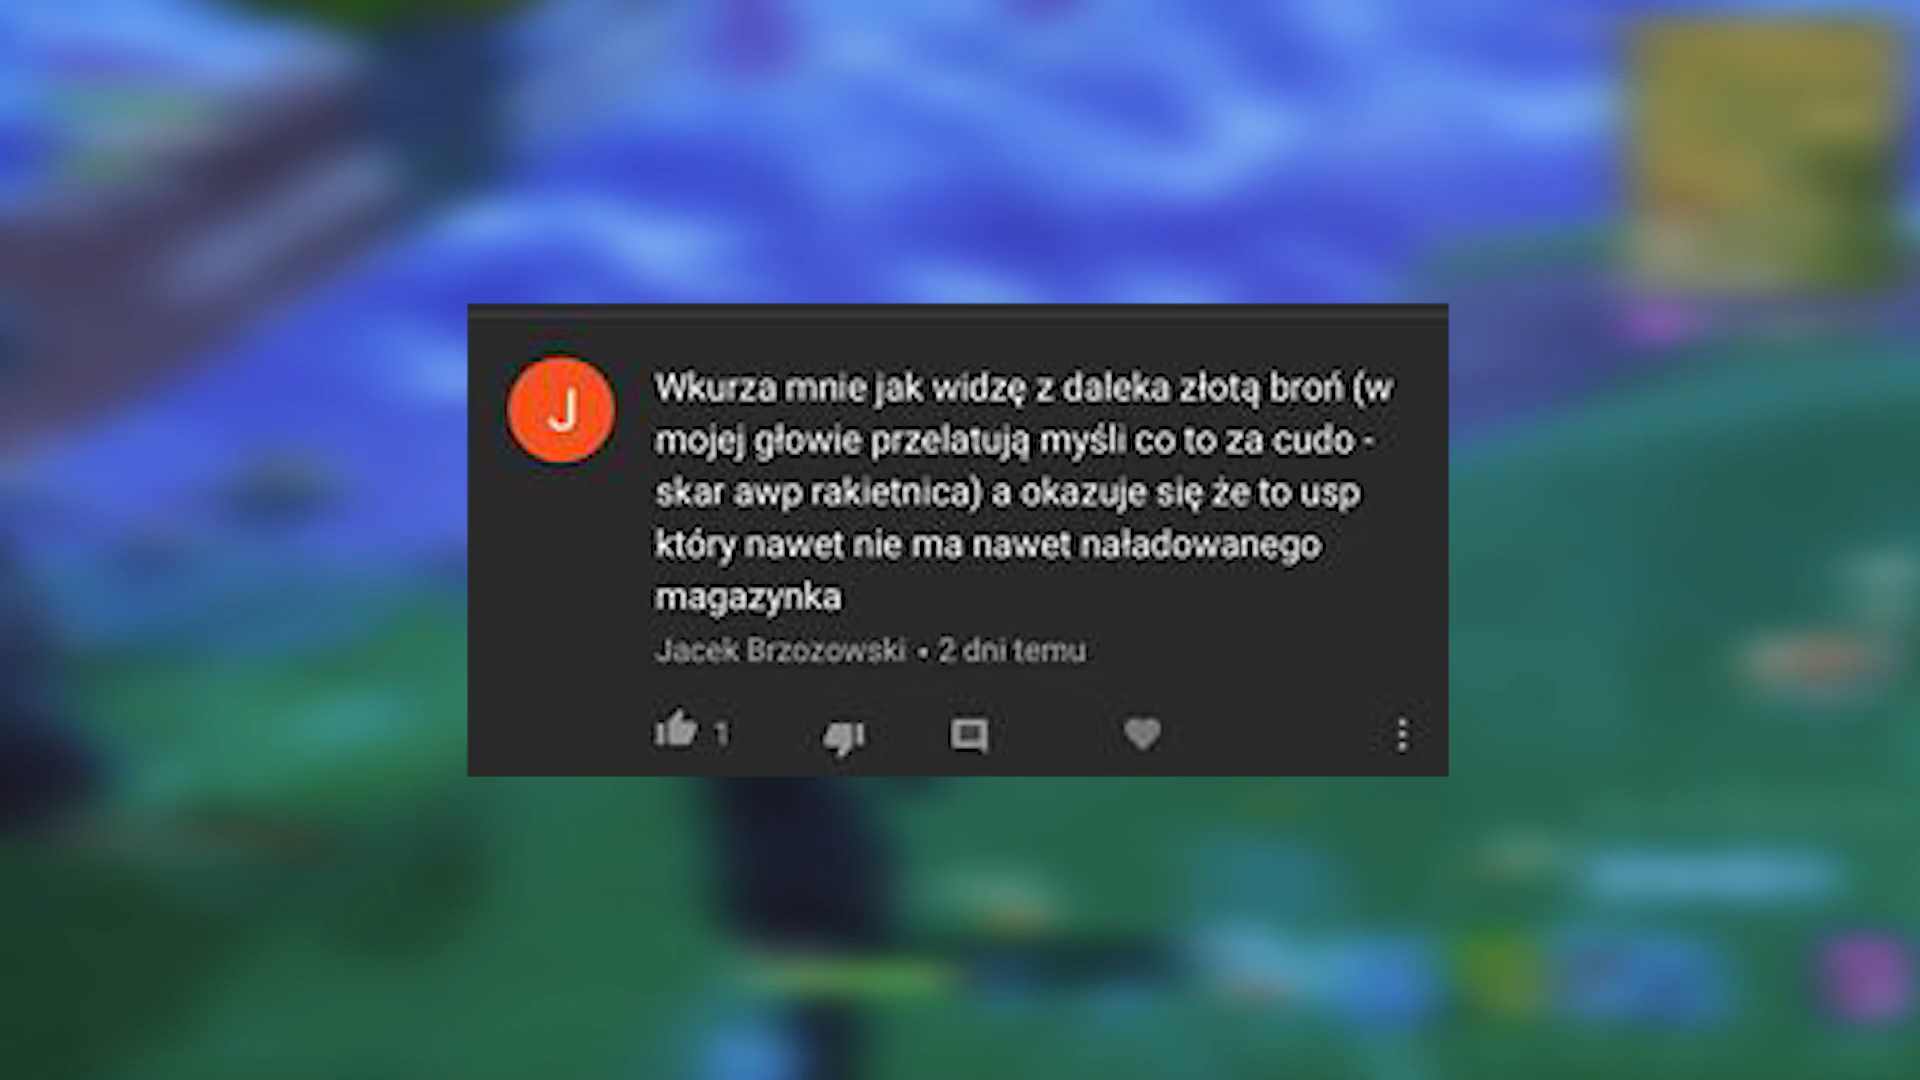 J
Wkurza mnie jak widzę z daleka złotą broń (w
mojej głowie przelatują myśli co to za cudo -
skar awp rakietnica) a okazuje się że to usp
który nawet nie ma nawet naładowanego
magazynka
Jacek Brzozowski • 2 dni temu
1